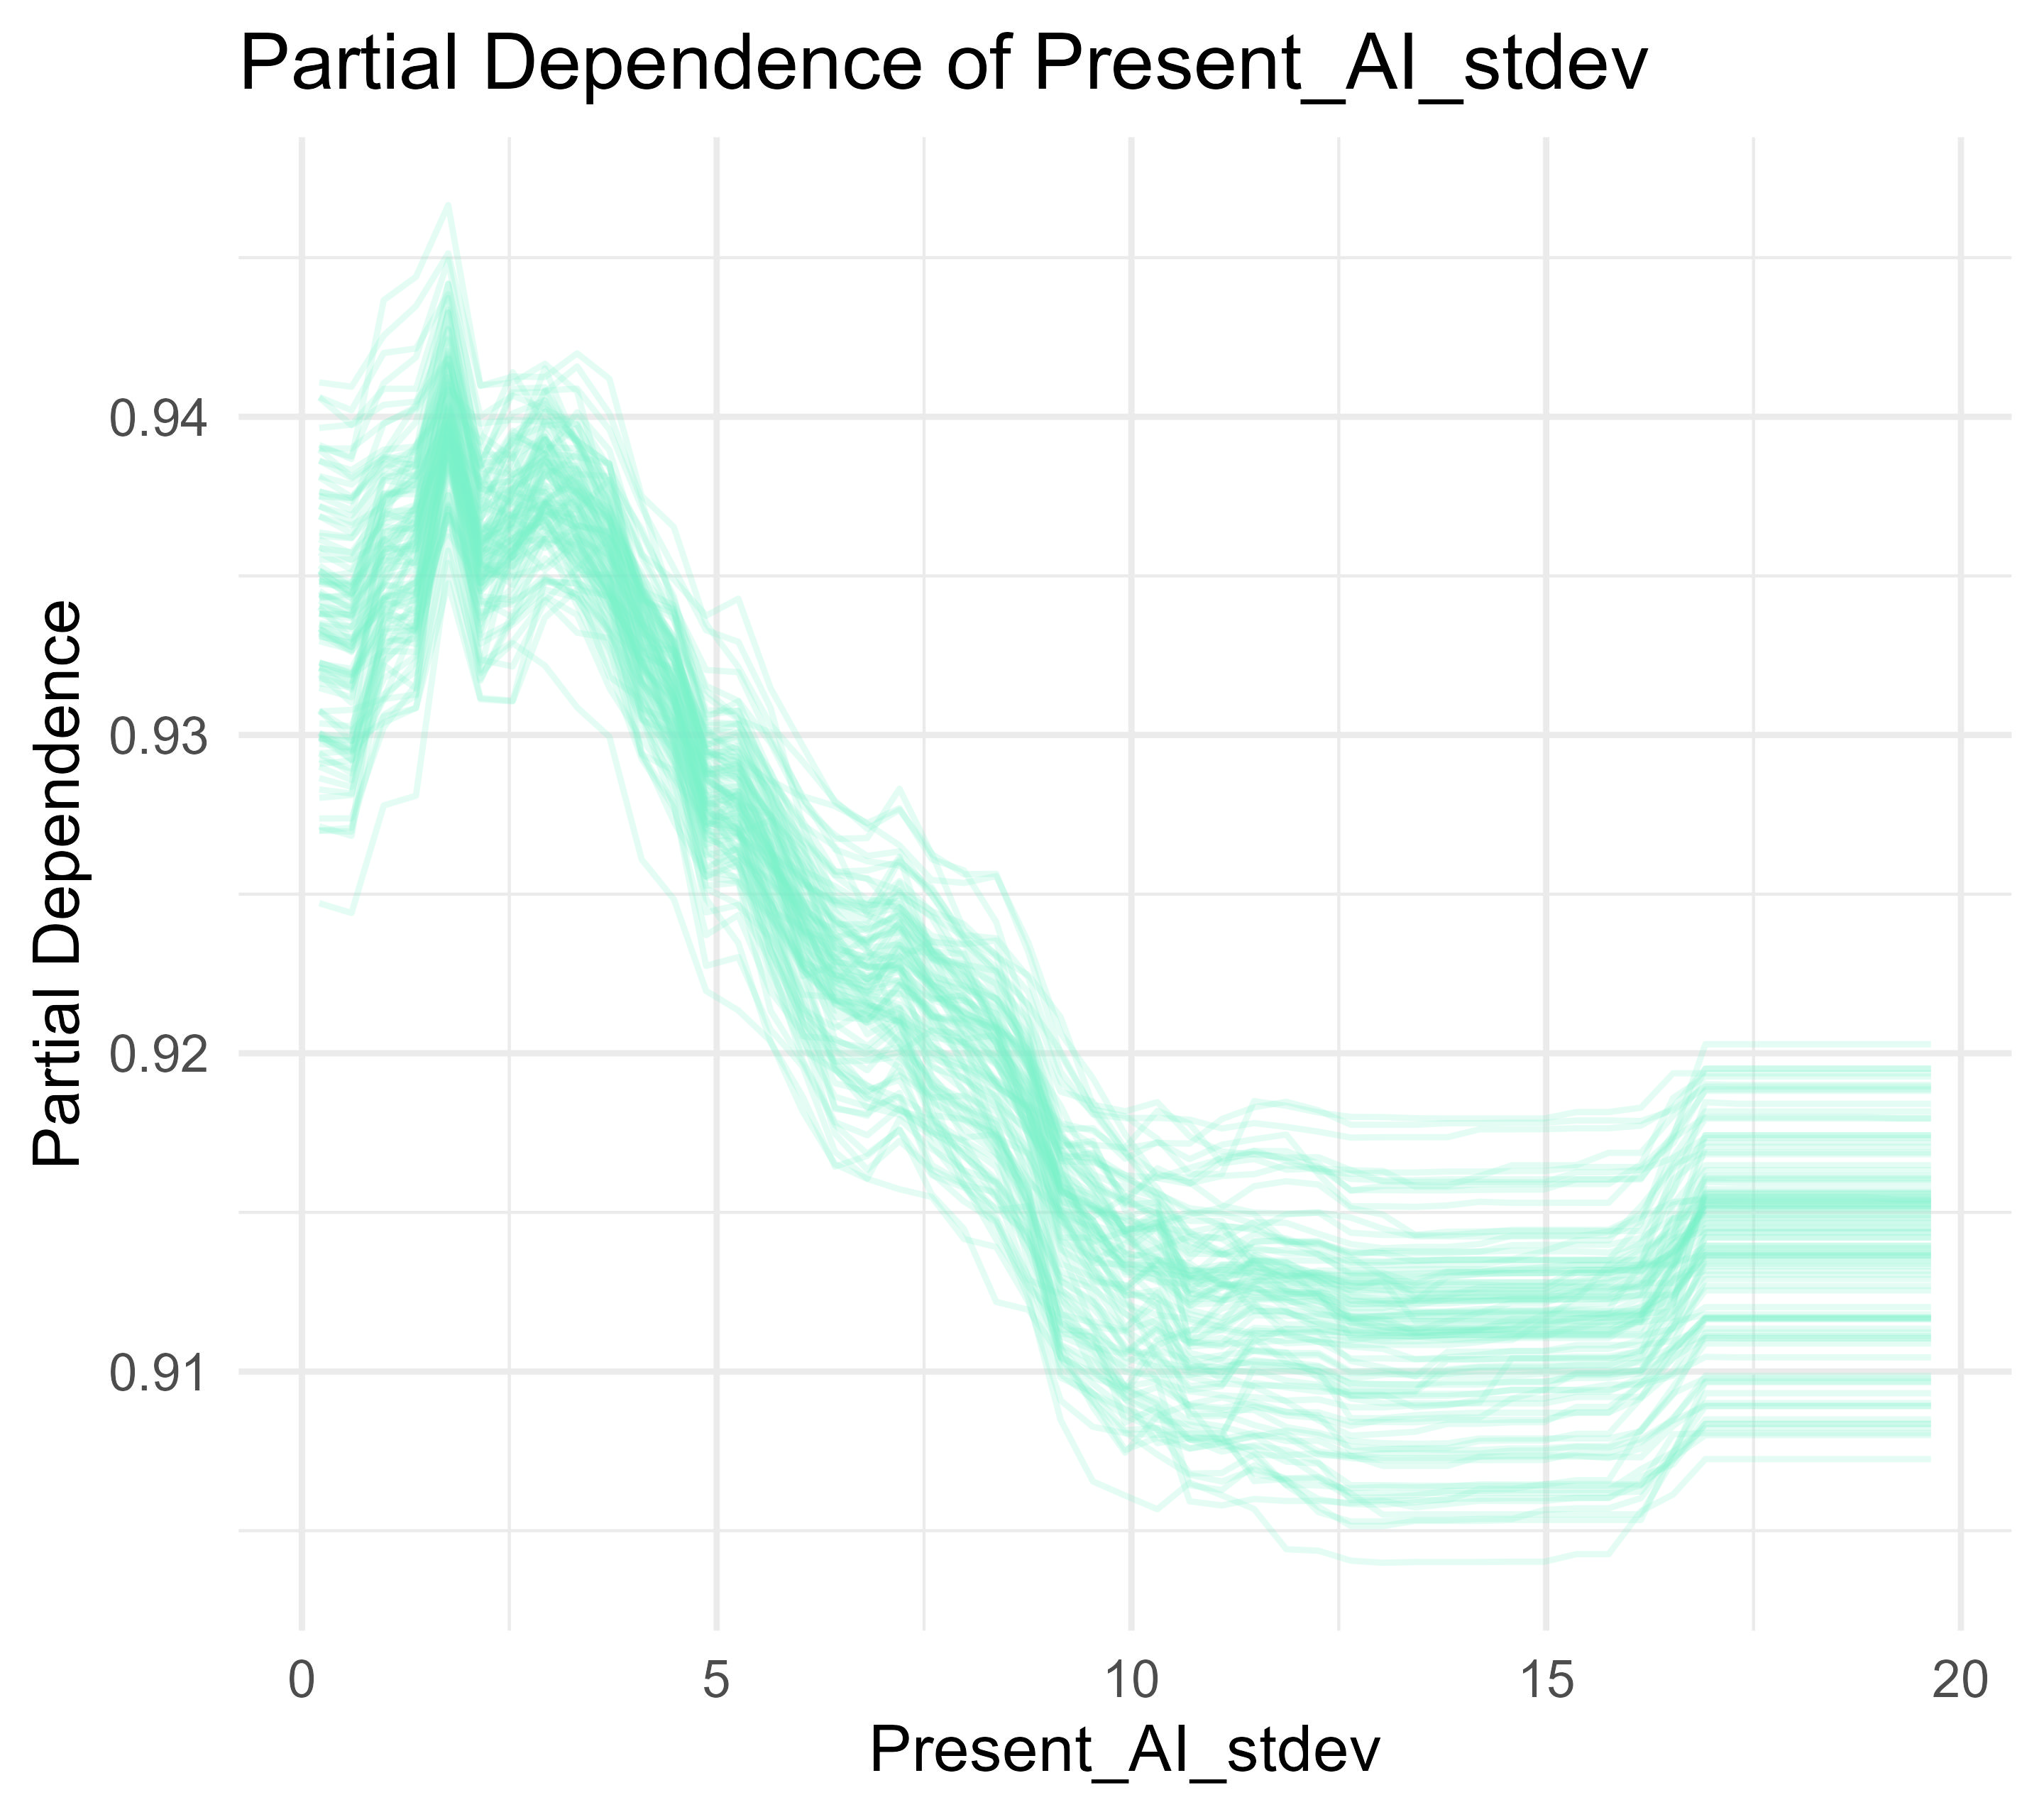 Partial Dependence of Present_AI_stdev
Partial Dependence
0.94
0.93
0.92
0.91
0 5 10 15 20
Present_AI_stdev